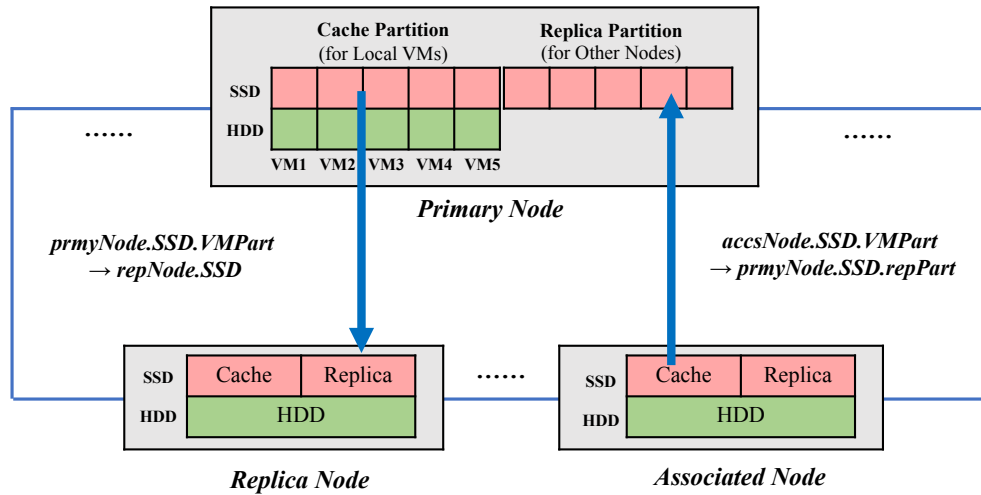 Cache Partition
(for Local VMs)
Replica Partition
(for Other Nodes)
SSD
HDD
VM1 VM2 VM3 VM4 VM5
......
......
Primary Node
prmyNode.SSD.VMPart
→ repNode.SSD
accsNode.SSD.VMPart
→ prmyNode.SSD.repPart
SSD Cache Replica
HDD HDD
......
SSD Cache Replica
HDD HDD
Replica Node
Associated Node